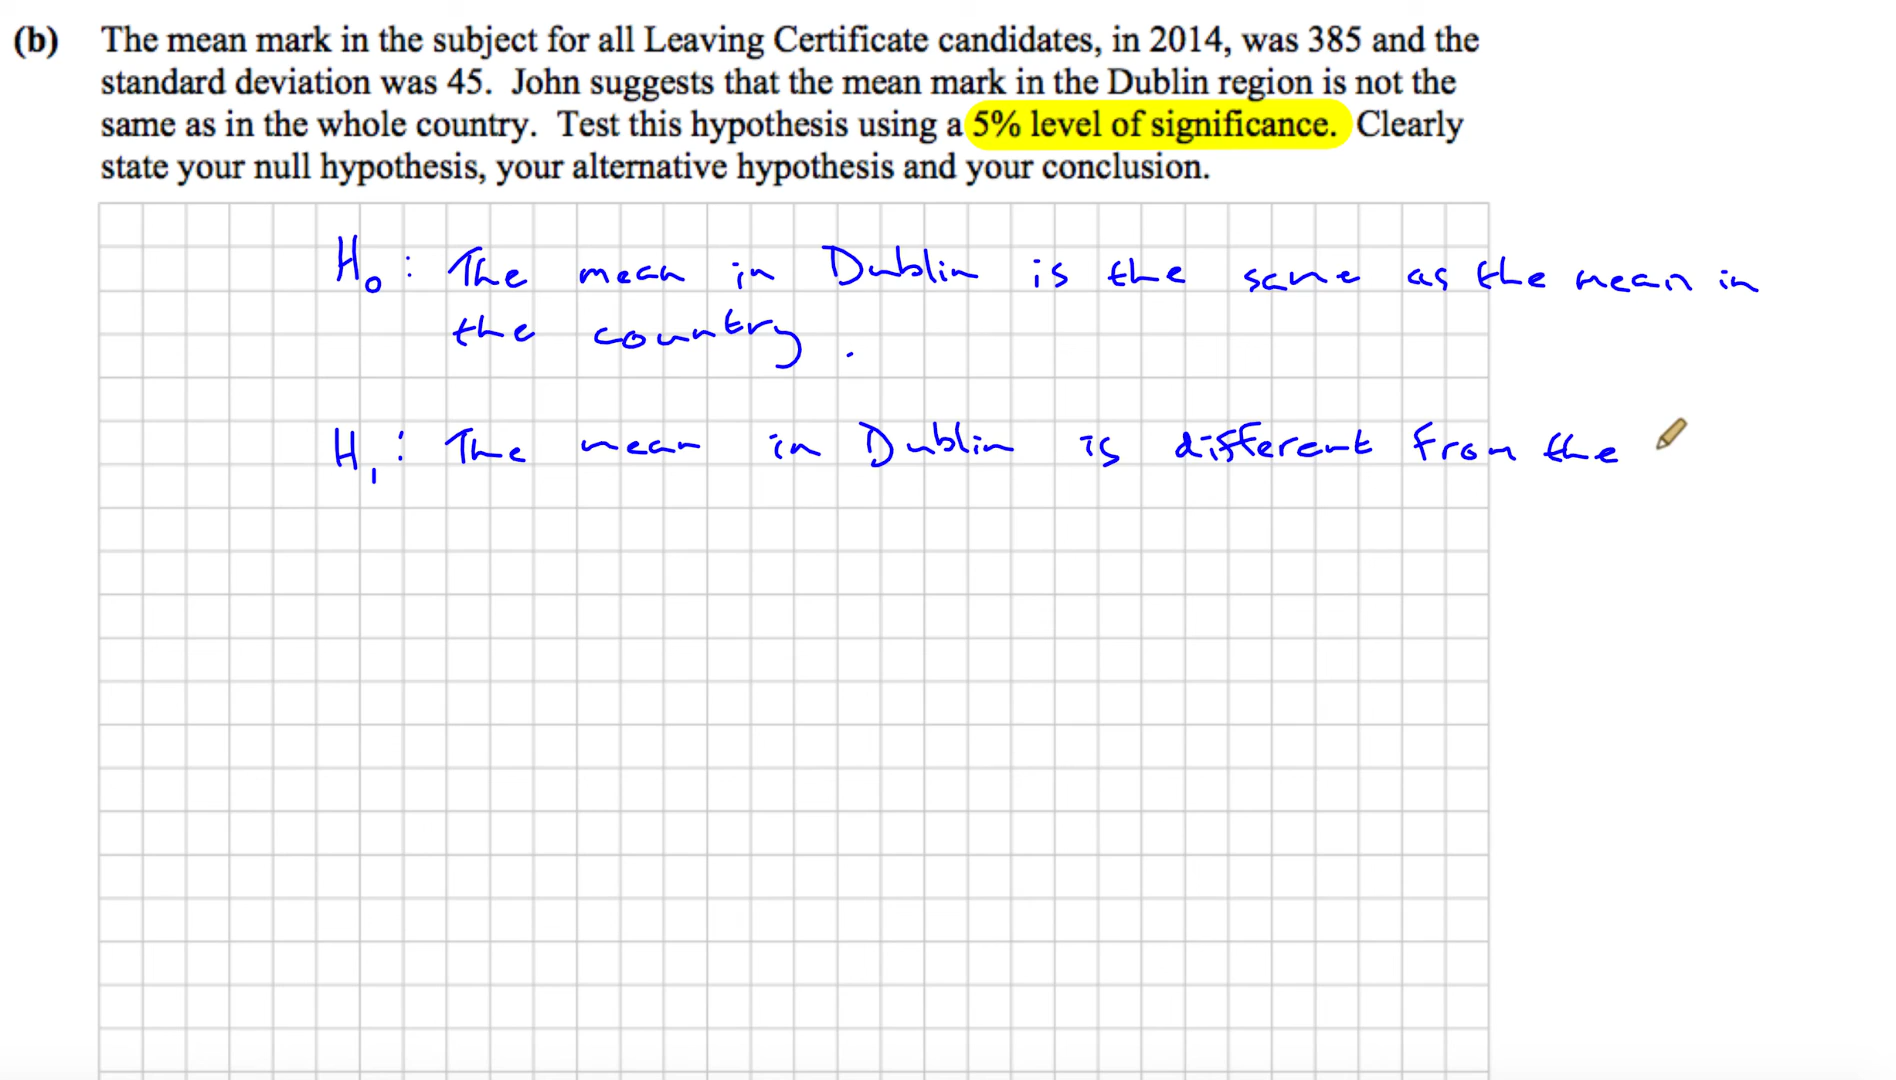 (b) The mean mark in the subject for all Leaving Certificate candidates, in 2014, was 385 and the
standard deviation was 45. John suggests that the mean mark in the Dublin region is not the
same as in the whole country. Test this hypothesis using a 5% level of significance. Clearly
state your null hypothesis, your alternative hypothesis and your conclusion.
H₀ : The mean in Dublin is the same as the mean in
the country.
H₁ : The mean in Dublin is different from the